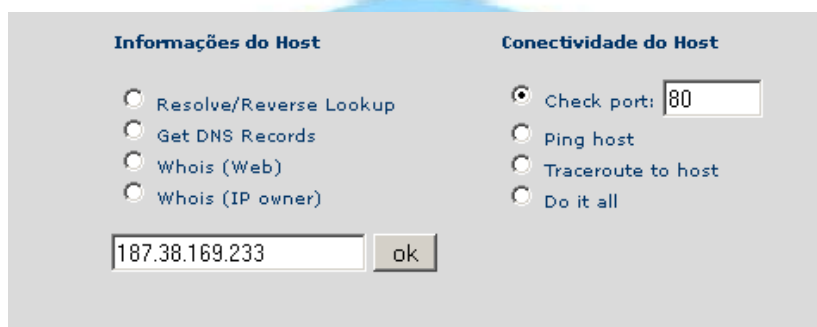 Informações do Host
Resolve/Reverse Lookup
Get DNS Records
Whois (Web)
Whois (IP owner)
187.38.169.233 ok
Conectividade do Host
Check port: 80
Ping host
Traceroute to host
Do it all